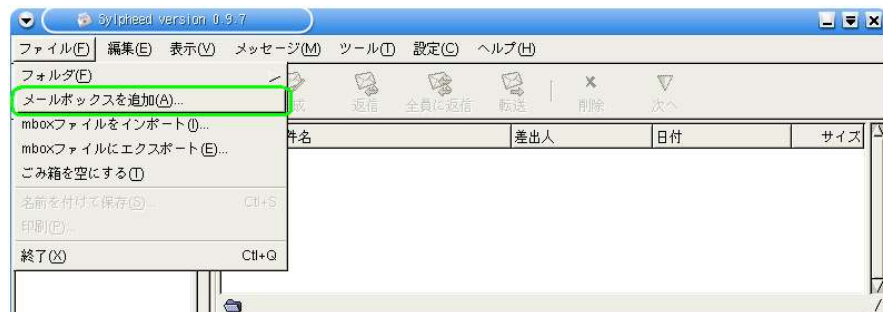 Sylpheed version 0.9.7
ファイル(F) 編集(E) 表示(V) メッセージ(M) ツール(T) 設定(C) ヘルプ(H)
フォルダ(F)
メールボックスを追加(A)...
mboxファイルをインポート(I)...
mboxファイルにエクスポート(E)...
ごみ箱を空にする(T)
名前を付けて保存(S)... Ctl+S
印刷(P)...
終了(X) Ctl+Q
成 返信 全員に返信 転送 削除 次へ
件名 差出人 日付 サイズ